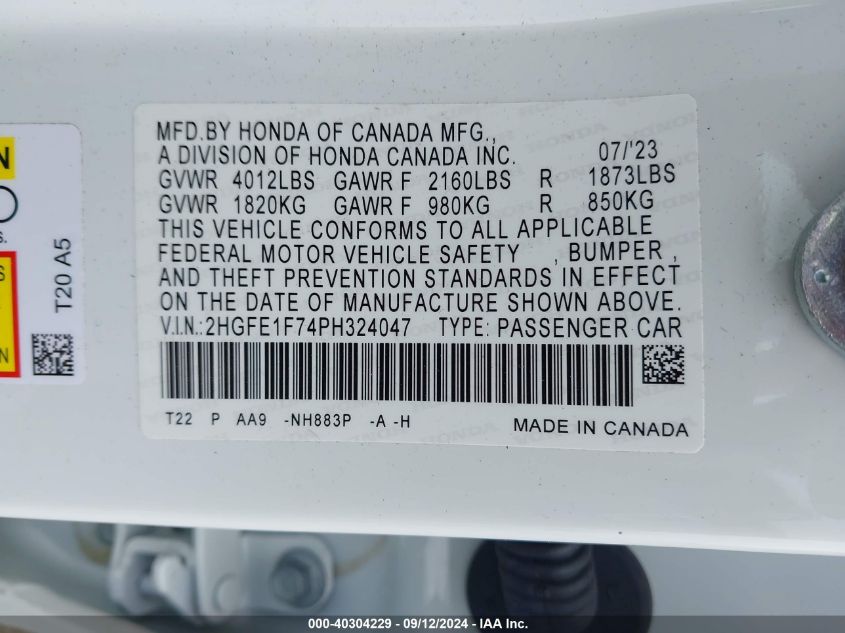 MFD.BY HONDA OF CANADA MFG.,
A DIVISION OF HONDA CANADA INC. 07/'23
GVWR 4012LBS GAWR F 2160LBS R 1873LBS
GVWR 1820KG GAWR F 980KG R 850KG
THIS VEHICLE CONFORMS TO ALL APPLICABLE
FEDERAL MOTOR VEHICLE SAFETY , BUMPER ,
AND THEFT PREVENTION STANDARDS IN EFFECT
ON THE DATE OF MANUFACTURE SHOWN ABOVE.
V.I.N.:2HGFE1F74PH324047 TYPE: PASSENGER CAR
T22 P AA9 -NH883P -A -H MADE IN CANADA
T20 A5
000-40304229 - 09/12/2024 - IAA Inc.